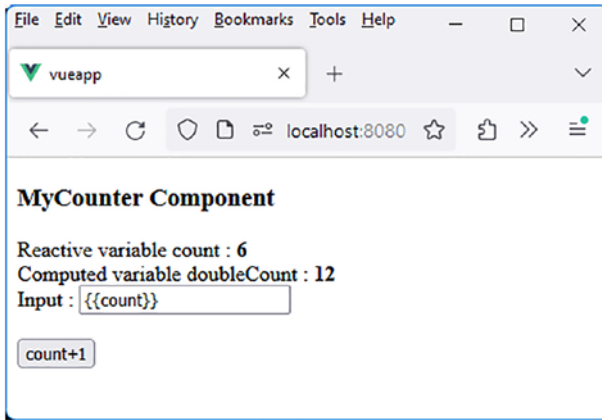 File Edit View History Bookmarks Tools Help
vueapp
localhost:8080
MyCounter Component
Reactive variable count : 6
Computed variable doubleCount : 12
Input : {{count}}
count+1